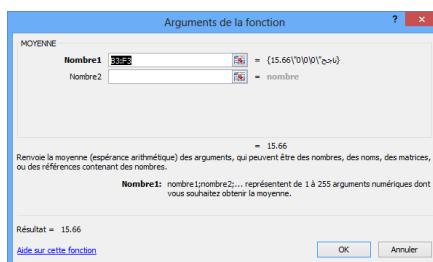 Arguments de la fonction
? ×
MOYENNE
Nombre1 B3:F3 = {15.66\"0\0\0\"ناجح}
Nombre2 = nombre
= 15.66
Renvoie la moyenne (espérance arithmétique) des arguments, qui peuvent être des nombres, des noms, des matrices,
ou des références contenant des nombres.
Nombre1: nombre1;nombre2;... représentent de 1 à 255 arguments numériques dont
vous souhaitez obtenir la moyenne.
Résultat = 15.66
Aide sur cette fonction
OK Annuler